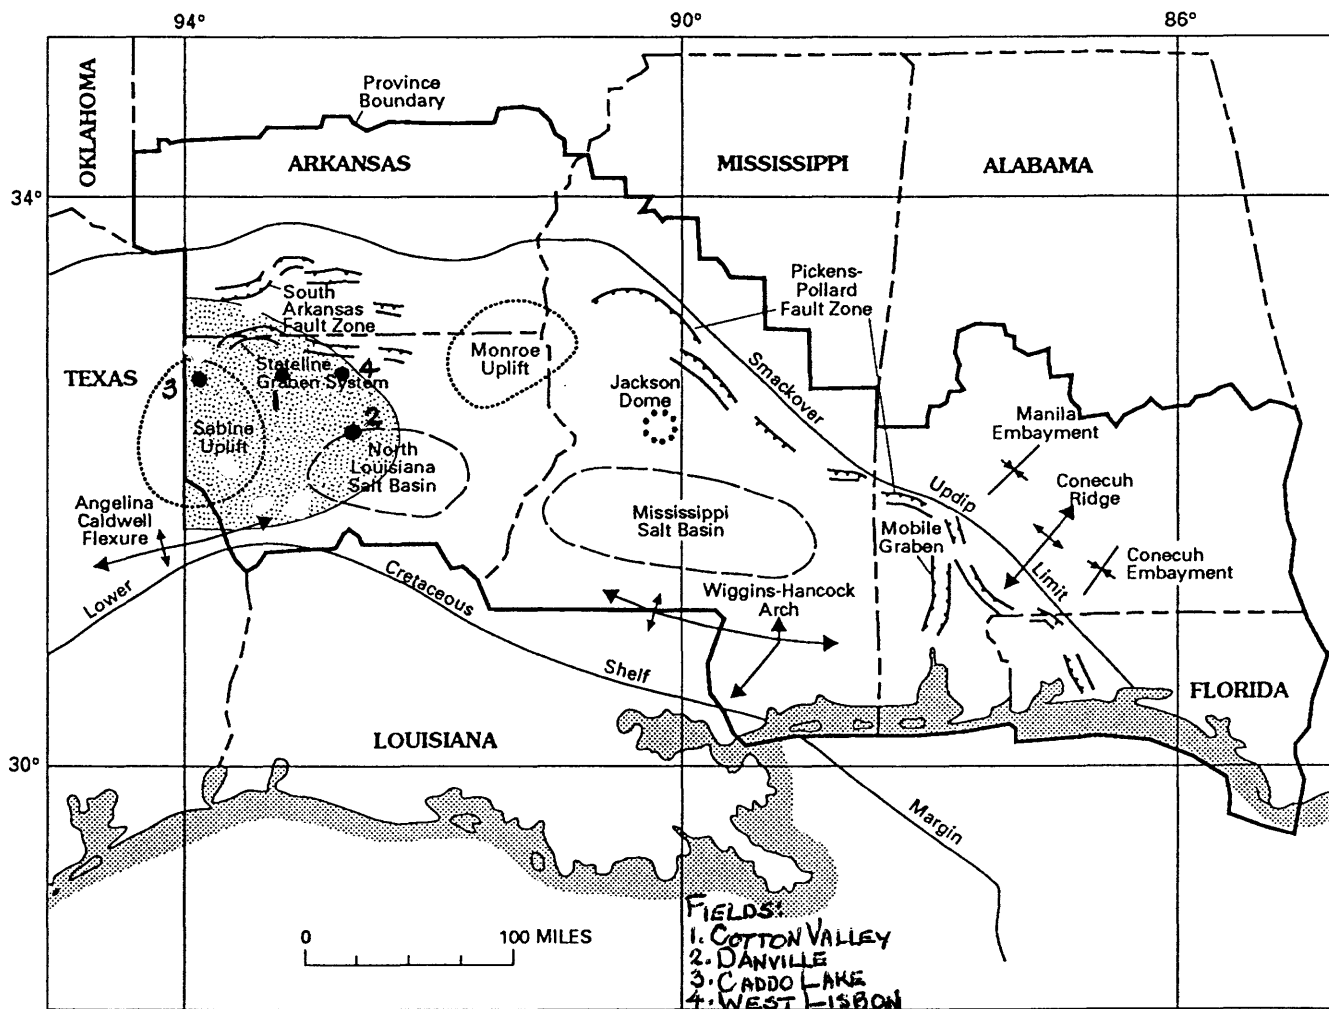 94°
90°
86°
OKLAHOMA
Province
Boundary
ARKANSAS
MISSISSIPPI
ALABAMA
34°
Pickens-
Pollard
Fault Zone
South
Arkansas
Fault Zone
Monroe
Uplift
Smackover
TEXAS
3
Stateline
Graben System
4
Jackson
Dome
2
Sabine
Uplift
North
Louisiana
Salt Basin
Manila
Embayment
Conecuh
Ridge
Angelina
Caldwell
Flexure
Mississippi
Salt Basin
Updip
Mobile
Graben
Conecuh
Embayment
Lower
Cretaceous
Wiggins-Hancock
Arch
Limit
Shelf
FLORIDA
LOUISIANA
30°
Margin
0
100 MILES
FIELDS:
1. COTTON VALLEY
2. DANVILLE
3. CADDO LAKE
4. WEST LISBON